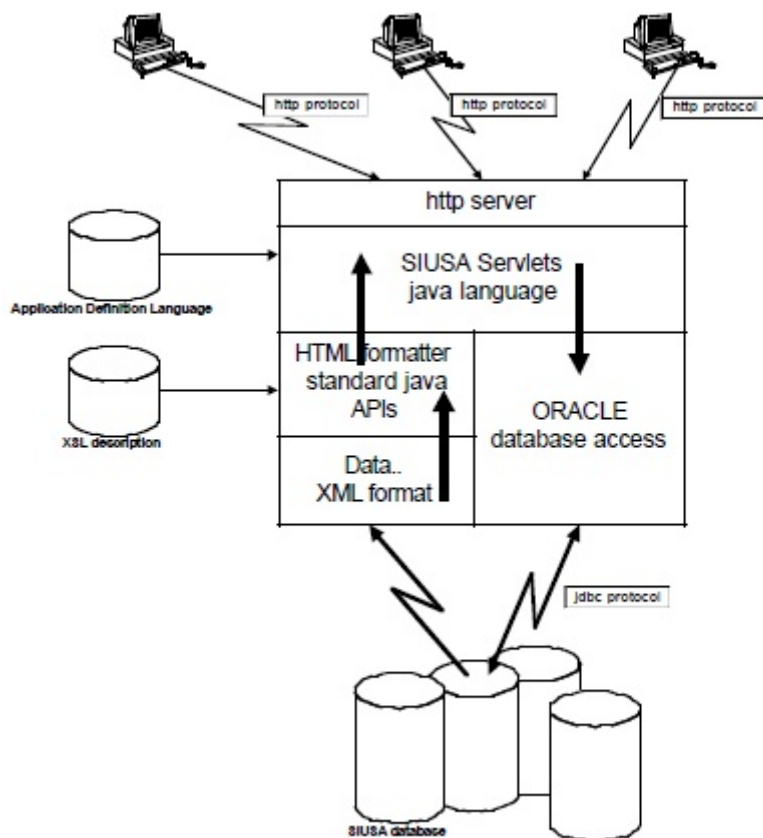 http protocol
http protocol
http protocol
http server
SIUSA Servlets
java language
Application Definition Language
HTML formatter
standard java
APIs
XSL description
ORACLE
database access
Data..
XML format
jdbc protocol
SIUSA database